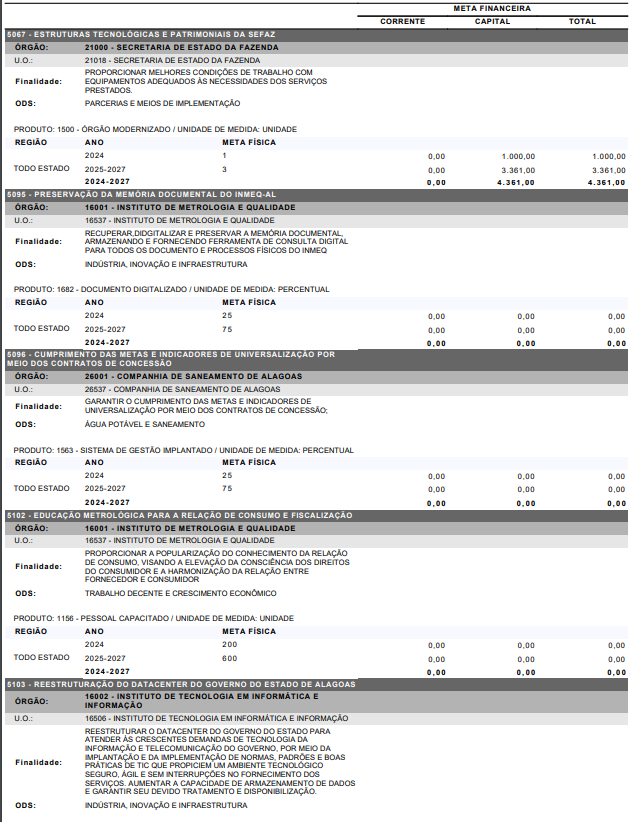 META FINANCEIRA
CORRENTE CAPITAL TOTAL
5067 - ESTRUTURAS TECNOLÓGICAS E PATRIMONIAIS DA SEFAZ
ÓRGÃO: 21000 - SECRETARIA DE ESTADO DA FAZENDA
U.O.: 21018 - SECRETARIA DE ESTADO DA FAZENDA
Finalidade: PROPORCIONAR MELHORES CONDIÇÕES DE TRABALHO COM
EQUIPAMENTOS ADEQUADOS ÀS NECESSIDADES DOS SERVIÇOS
PRESTADOS.
ODS: PARCERIAS E MEIOS DE IMPLEMENTAÇÃO
PRODUTO: 1500 - ÓRGÃO MODERNIZADO / UNIDADE DE MEDIDA: UNIDADE
REGIÃO ANO META FÍSICA
2024 1 0,00 1.000,00 1.000,00
TODO ESTADO 2025-2027 3 0,00 3.361,00 3.361,00
2024-2027 0,00 4.361,00 4.361,00
5095 - PRESERVAÇÃO DA MEMÓRIA DOCUMENTAL DO INMEQ-AL
ÓRGÃO: 16001 - INSTITUTO DE METROLOGIA E QUALIDADE
U.O.: 16537 - INSTITUTO DE METROLOGIA E QUALIDADE
Finalidade: RECUPERAR,DIDGITALIZAR E PRESERVAR A MEMÓRIA DOCUMENTAL,
ARMAZENANDO E FORNECENDO FERRAMENTA DE CONSULTA DIGITAL
PARA TODOS OS DOCUMENTO E PROCESSOS FÍSICOS DO INMEQ
ODS: INDÚSTRIA, INOVAÇÃO E INFRAESTRUTURA
PRODUTO: 1682 - DOCUMENTO DIGITALIZADO / UNIDADE DE MEDIDA: PERCENTUAL
REGIÃO ANO META FÍSICA
2024 25 0,00 0,00 0,00
TODO ESTADO 2025-2027 75 0,00 0,00 0,00
2024-2027 0,00 0,00 0,00
5096 - CUMPRIMENTO DAS METAS E INDICADORES DE UNIVERSALIZAÇÃO POR
MEIO DOS CONTRATOS DE CONCESSÃO
ÓRGÃO: 26001 - COMPANHIA DE SANEAMENTO DE ALAGOAS
U.O.: 26537 - COMPANHIA DE SANEAMENTO DE ALAGOAS
Finalidade: GARANTIR O CUMPRIMENTO DAS METAS E INDICADORES DE
UNIVERSALIZAÇÃO POR MEIO DOS CONTRATOS DE CONCESSÃO;
ODS: ÁGUA POTÁVEL E SANEAMENTO
PRODUTO: 1563 - SISTEMA DE GESTÃO IMPLANTADO / UNIDADE DE MEDIDA: PERCENTUAL
REGIÃO ANO META FÍSICA
2024 25 0,00 0,00 0,00
TODO ESTADO 2025-2027 75 0,00 0,00 0,00
2024-2027 0,00 0,00 0,00
5102 - EDUCAÇÃO METROLÓGICA PARA A RELAÇÃO DE CONSUMO E FISCALIZAÇÃO
ÓRGÃO: 16001 - INSTITUTO DE METROLOGIA E QUALIDADE
U.O.: 16537 - INSTITUTO DE METROLOGIA E QUALIDADE
Finalidade: PROPORCIONAR A POPULARIZAÇÃO DO CONHECIMENTO DA RELAÇÃO
DE CONSUMO, VISANDO A ELEVAÇÃO DA CONSCIÊNCIA DOS DIREITOS
DO CONSUMIDOR E A HARMONIZAÇÃO DA RELAÇÃO ENTRE
FORNECEDOR E CONSUMIDOR
ODS: TRABALHO DECENTE E CRESCIMENTO ECONÔMICO
PRODUTO: 1156 - PESSOAL CAPACITADO / UNIDADE DE MEDIDA: UNIDADE
REGIÃO ANO META FÍSICA
2024 200 0,00 0,00 0,00
TODO ESTADO 2025-2027 600 0,00 0,00 0,00
2024-2027 0,00 0,00 0,00
5103 - REESTRUTURAÇÃO DO DATACENTER DO GOVERNO DO ESTADO DE ALAGOAS
ÓRGÃO: 16002 - INSTITUTO DE TECNOLOGIA EM INFORMÁTICA E
INFORMAÇÃO
U.O.: 16506 - INSTITUTO DE TECNOLOGIA EM INFORMÁTICA E INFORMAÇÃO
Finalidade: REESTRUTURAR O DATACENTER DO GOVERNO DO ESTADO PARA
ATENDER ÀS CRESCENTES DEMANDAS DE TECNOLOGIA DA
INFORMAÇÃO E TELECOMUNICAÇÃO DO GOVERNO, POR MEIO DA
IMPLANTAÇÃO E DA IMPLEMENTAÇÃO DE NORMAS, PADRÕES E BOAS
PRÁTICAS DE TIC QUE PROPICIEM UM AMBIENTE TECNOLÓGICO
SEGURO, ÁGIL E SEM INTERRUPÇÕES NO FORNECIMENTO DOS
SERVIÇOS. AUMENTAR A CAPACIDADE DE ARMAZENAMENTO DE DADOS
E GARANTIR SEU DEVIDO TRATAMENTO E DISPONIBILIZAÇÃO.
ODS: INDÚSTRIA, INOVAÇÃO E INFRAESTRUTURA